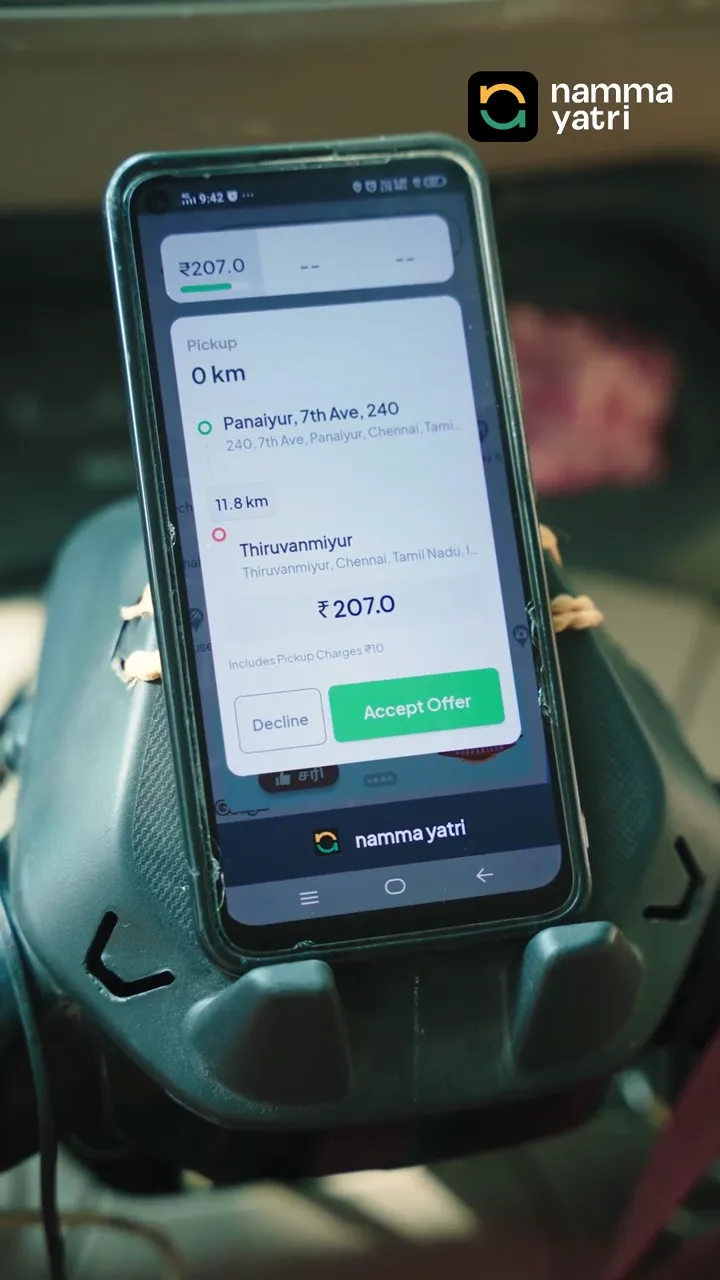 namma
yatri
9:42
₹207.0 -- --
Pickup
0 km
Panaiyur, 7th Ave, 240
240, 7th Ave, Panaiyur, Chennai, Tami...
11.8 km
Thiruvanmiyur
Thiruvanmiyur, Chennai, Tamil Nadu, I...
₹207.0
Includes Pickup Charges ₹10
Decline
Accept Offer
சரி
namma yatri